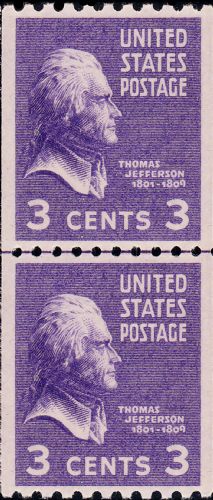 UNITED
STATES
POSTAGE
THOMAS
JEFFERSON
1801-1809
3 CENTS 3
UNITED
STATES
POSTAGE
THOMAS
JEFFERSON
1801-1809
3 CENTS 3